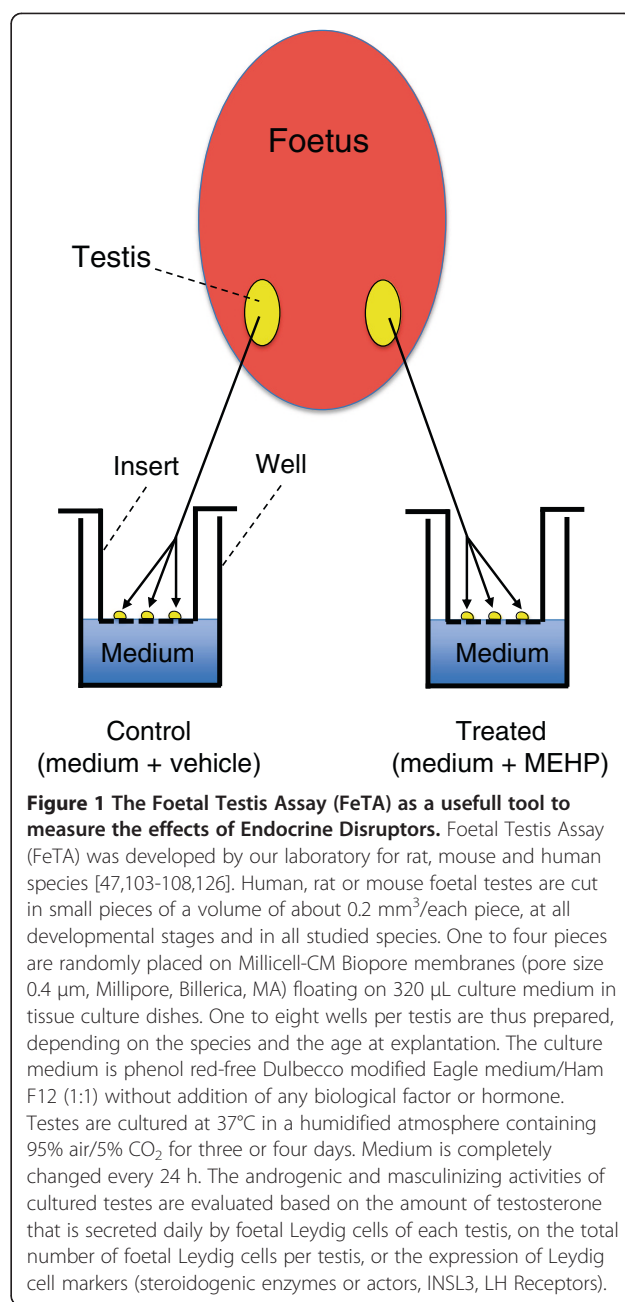 Foetus
Testis
Insert
Well
Medium
Medium
Control
(medium + vehicle)
Treated
(medium + MEHP)
Figure 1 The Foetal Testis Assay (FeTA) as a usefull tool to
measure the effects of Endocrine Disruptors. Foetal Testis Assay
(FeTA) was developed by our laboratory for rat, mouse and human
species [47,103-108,126]. Human, rat or mouse foetal testes are cut
in small pieces of a volume of about 0.2 mm³/each piece, at all
developmental stages and in all studied species. One to four pieces
are randomly placed on Millicell-CM Biopore membranes (pore size
0.4 μm, Millipore, Billerica, MA) floating on 320 μL culture medium in
tissue culture dishes. One to eight wells per testis are thus prepared,
depending on the species and the age at explantation. The culture
medium is phenol red-free Dulbecco modified Eagle medium/Ham
F12 (1:1) without addition of any biological factor or hormone.
Testes are cultured at 37°C in a humidified atmosphere containing
95% air/5% CO₂ for three or four days. Medium is completely
changed every 24 h. The androgenic and masculinizing activities of
cultured testes are evaluated based on the amount of testosterone
that is secreted daily by foetal Leydig cells of each testis, on the total
number of foetal Leydig cells per testis, or the expression of Leydig
cell markers (steroidogenic enzymes or actors, INSL3, LH Receptors).